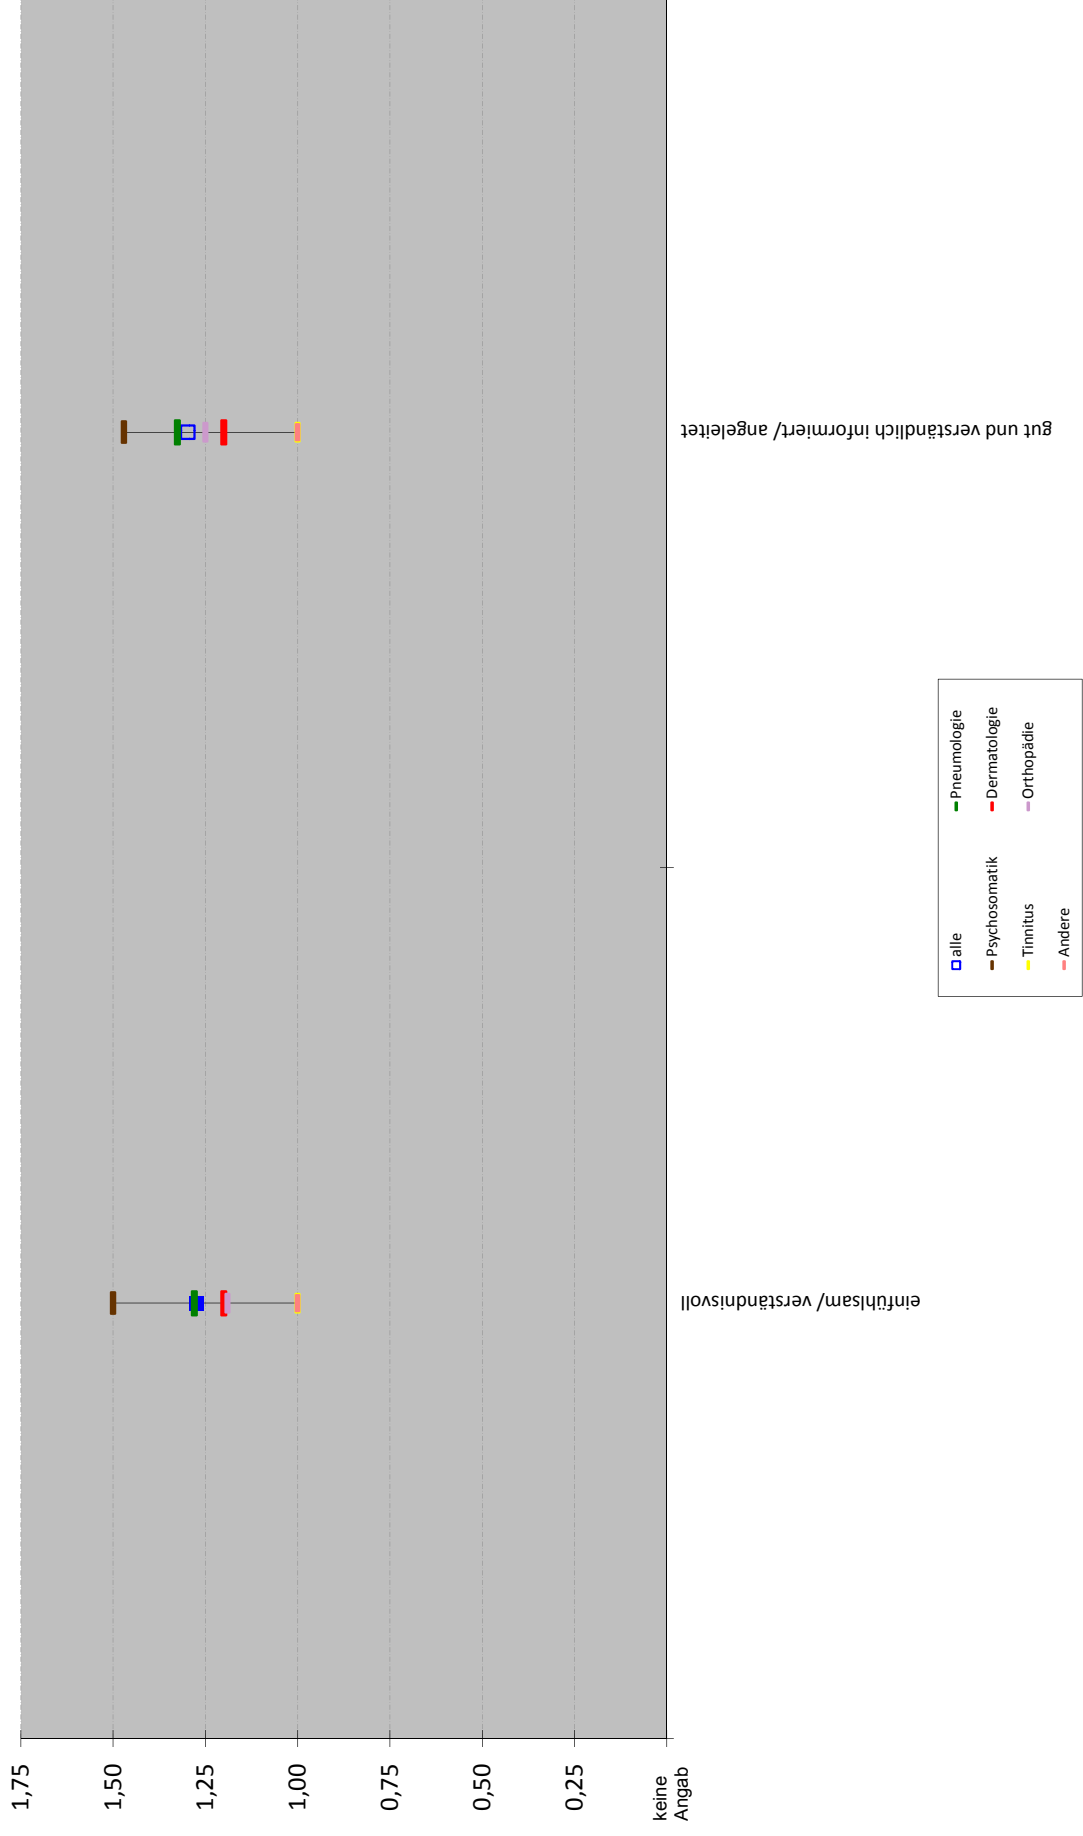 1,75
1,50
1,25
1,00
0,75
0,50
0,25
keine
Angab
einfühlsam/ verständnisvoll
gut und verständlich informiert/ angeleitet
alle
Pneumologie
Psychosomatik
Dermatologie
Tinnitus
Orthopädie
Andere